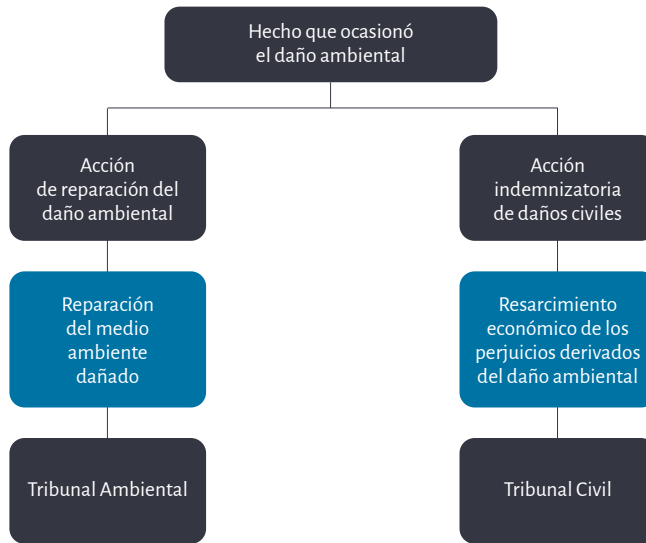 Hecho que ocasionó
el daño ambiental
Acción
de reparación del
daño ambiental
Reparación
del medio
ambiente
dañado
Tribunal Ambiental
Acción
indemnizatoria
de daños civiles
Resarcimiento
económico de los
perjuicios derivados
del daño ambiental
Tribunal Civil